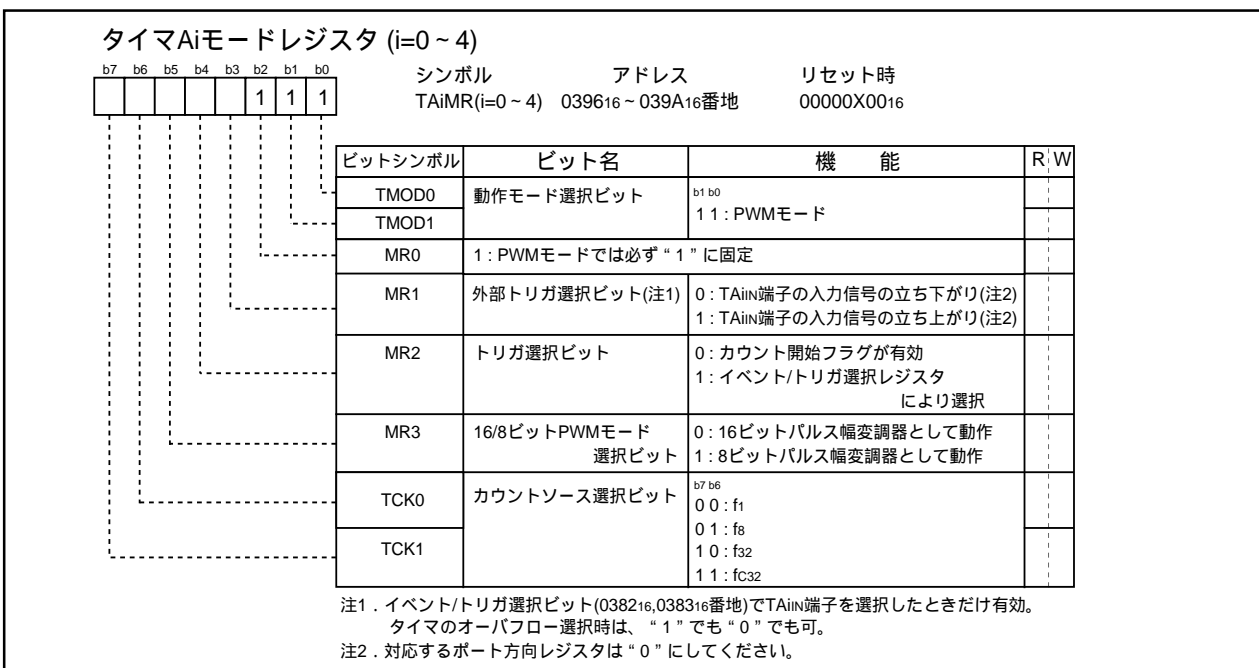 タイマAiモードレジスタ (i=0~4)
b7 b6 b5 b4 b3 b2 b1 b0
1 1 1
シンボル アドレス リセット時
TAiMR(i=0~4) 039616~039A16番地 00000X0016
ビットシンボル ビット名 機 能 R W
TMOD0 動作モード選択ビット b1 b0
TMOD1 1 1 : PWMモード
MR0 1 : PWMモードでは必ず“1”に固定
MR1 外部トリガ選択ビット(注1) 0 : TAiIN端子の入力信号の立ち下がり(注2)
1 : TAiIN端子の入力信号の立ち上がり(注2)
MR2 トリガ選択ビット 0 : カウント開始フラグが有効
1 : イベント/トリガ選択レジスタ
により選択
MR3 16/8ビットPWMモード 0 : 16ビットパルス幅変調器として動作
選択ビット 1 : 8ビットパルス幅変調器として動作
TCK0 カウントソース選択ビット b7 b6
0 0 : f1
0 1 : f8
TCK1 1 0 : f32
1 1 : fC32
注1.イベント/トリガ選択ビット(038216,038316番地)でTAiIN端子を選択したときだけ有効。
タイマのオーバフロー選択時は、“1”でも“0”でも可。
注2.対応するポート方向レジスタは“0”にしてください。